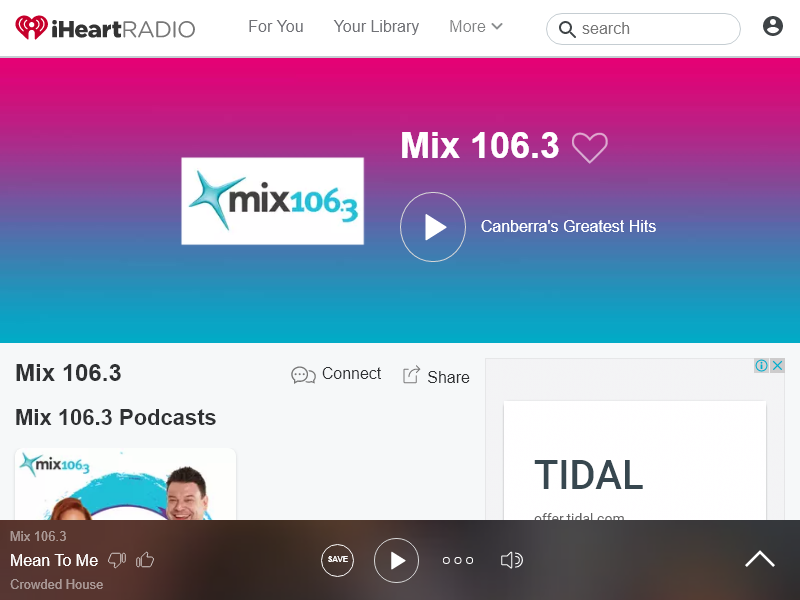 iHeartRADIO
For You
Your Library
More
search
mix106.3
Mix 106.3
Canberra's Greatest Hits
Mix 106.3
Connect
Share
Mix 106.3 Podcasts
mix106.3
TIDAL
offer.tidal.com
Mix 106.3
Mean To Me
Crowded House
SAVE